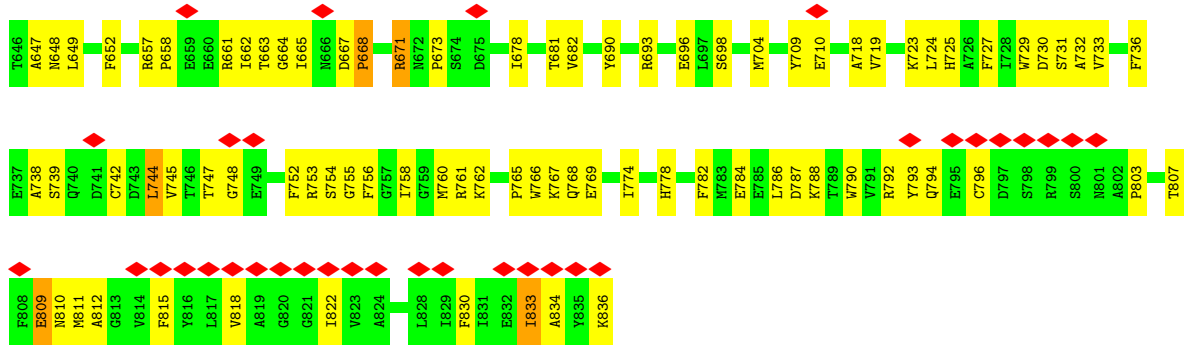 T646 A647 N648 L649 F652 R657 P658 E659 E660 R661 I662 T663 G664 I665 N666 D667 P668 R671 N672 P673 S674 D675 I678 T681 V682 Y690 R693 E696 L697 S698 M704 Y709 E710 A718 V719 K723 L724 H725 A726 F727 I728 W729 D730 S731 A732 V733 F736
E737 A738 S739 Q740 D741 C742 D743 L744 V745 T746 T747 G748 E749 F752 R753 S754 G755 F756 G757 I758 G759 M760 R761 K762 P765 W766 K767 Q768 E769 I774 H778 F782 M783 E784 E785 L786 D787 K788 T789 W790 V791 R792 Y793 Q794 E795 C796 D797 S798 R799 S800 N801 A802 P803 T807
F808 E809 N810 M811 A812 G813 V814 F815 Y816 L817 V818 A819 G820 G821 I822 V823 A824 L828 I829 F830 I831 E832 I833 A834 Y835 K836